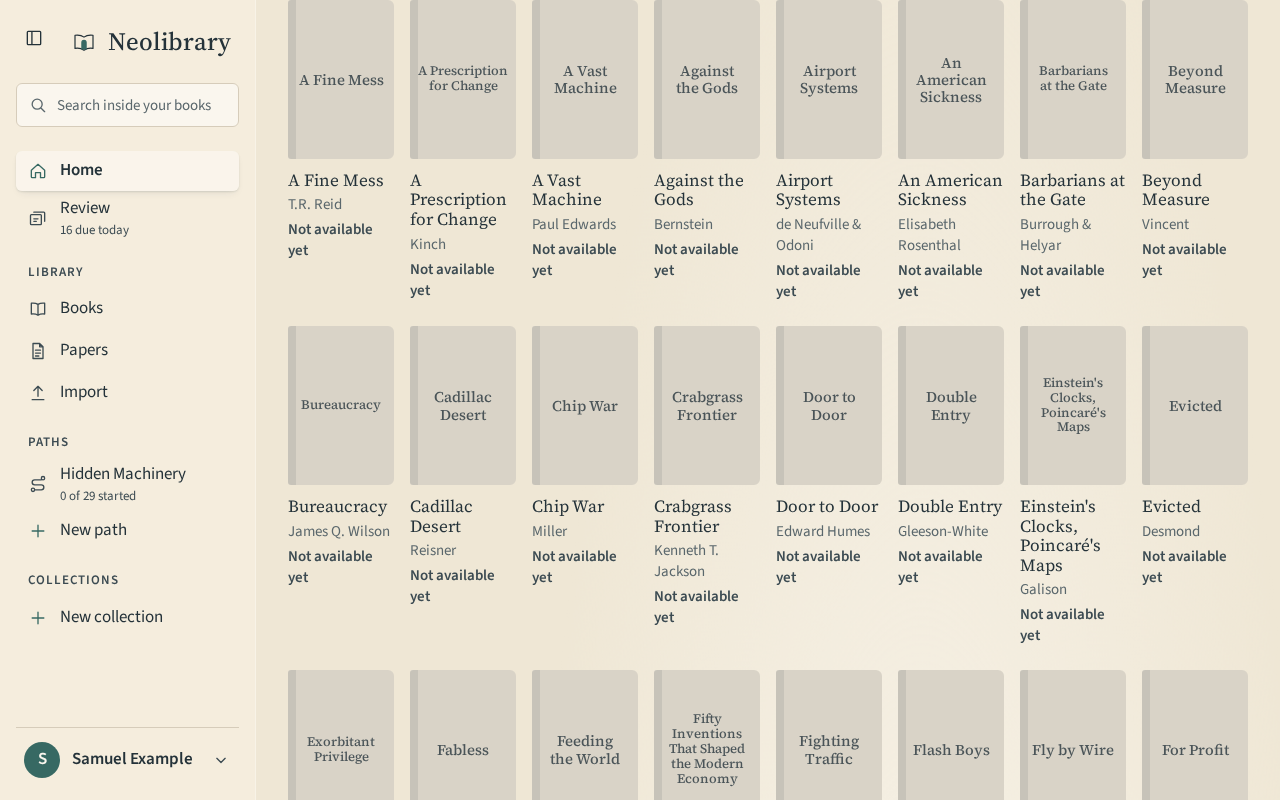 Neolibrary
Search inside your books
Home
Review
16 due today
LIBRARY
Books
Papers
Import
PATHS
Hidden Machinery
0 of 29 started
New path
COLLECTIONS
New collection
S
Samuel Example
A Fine Mess
A Fine Mess
T.R. Reid
Not available
yet
A Prescription
for Change
A
Prescription
for Change
Kinch
Not available
yet
A Vast
Machine
A Vast
Machine
Paul Edwards
Not available
yet
Against
the Gods
Against the
Gods
Bernstein
Not available
yet
Airport
Systems
Airport
Systems
de Neufville &
Odoni
Not available
yet
An
American
Sickness
An American
Sickness
Elisabeth
Rosenthal
Not available
yet
Barbarians
at the Gate
Barbarians at
the Gate
Burrough &
Helyar
Not available
yet
Beyond
Measure
Beyond
Measure
Vincent
Not available
yet
Bureaucracy
Bureaucracy
James Q. Wilson
Not available
yet
Cadillac
Desert
Cadillac
Desert
Reisner
Not available
yet
Chip War
Chip War
Miller
Not available
yet
Crabgrass
Frontier
Crabgrass
Frontier
Kenneth T.
Jackson
Not available
yet
Door to
Door
Door to Door
Edward Humes
Not available
yet
Double
Entry
Double Entry
Gleeson-White
Not available
yet
Einstein's
Clocks,
Poincaré's
Maps
Einstein's
Clocks,
Poincaré's
Maps
Galison
Not available
yet
Evicted
Evicted
Desmond
Not available
yet
Exorbitant
Privilege
Fabless
Feeding
the World
Fifty
Inventions
That Shaped
the Modern
Economy
Fighting
Traffic
Flash Boys
Fly by Wire
For Profit